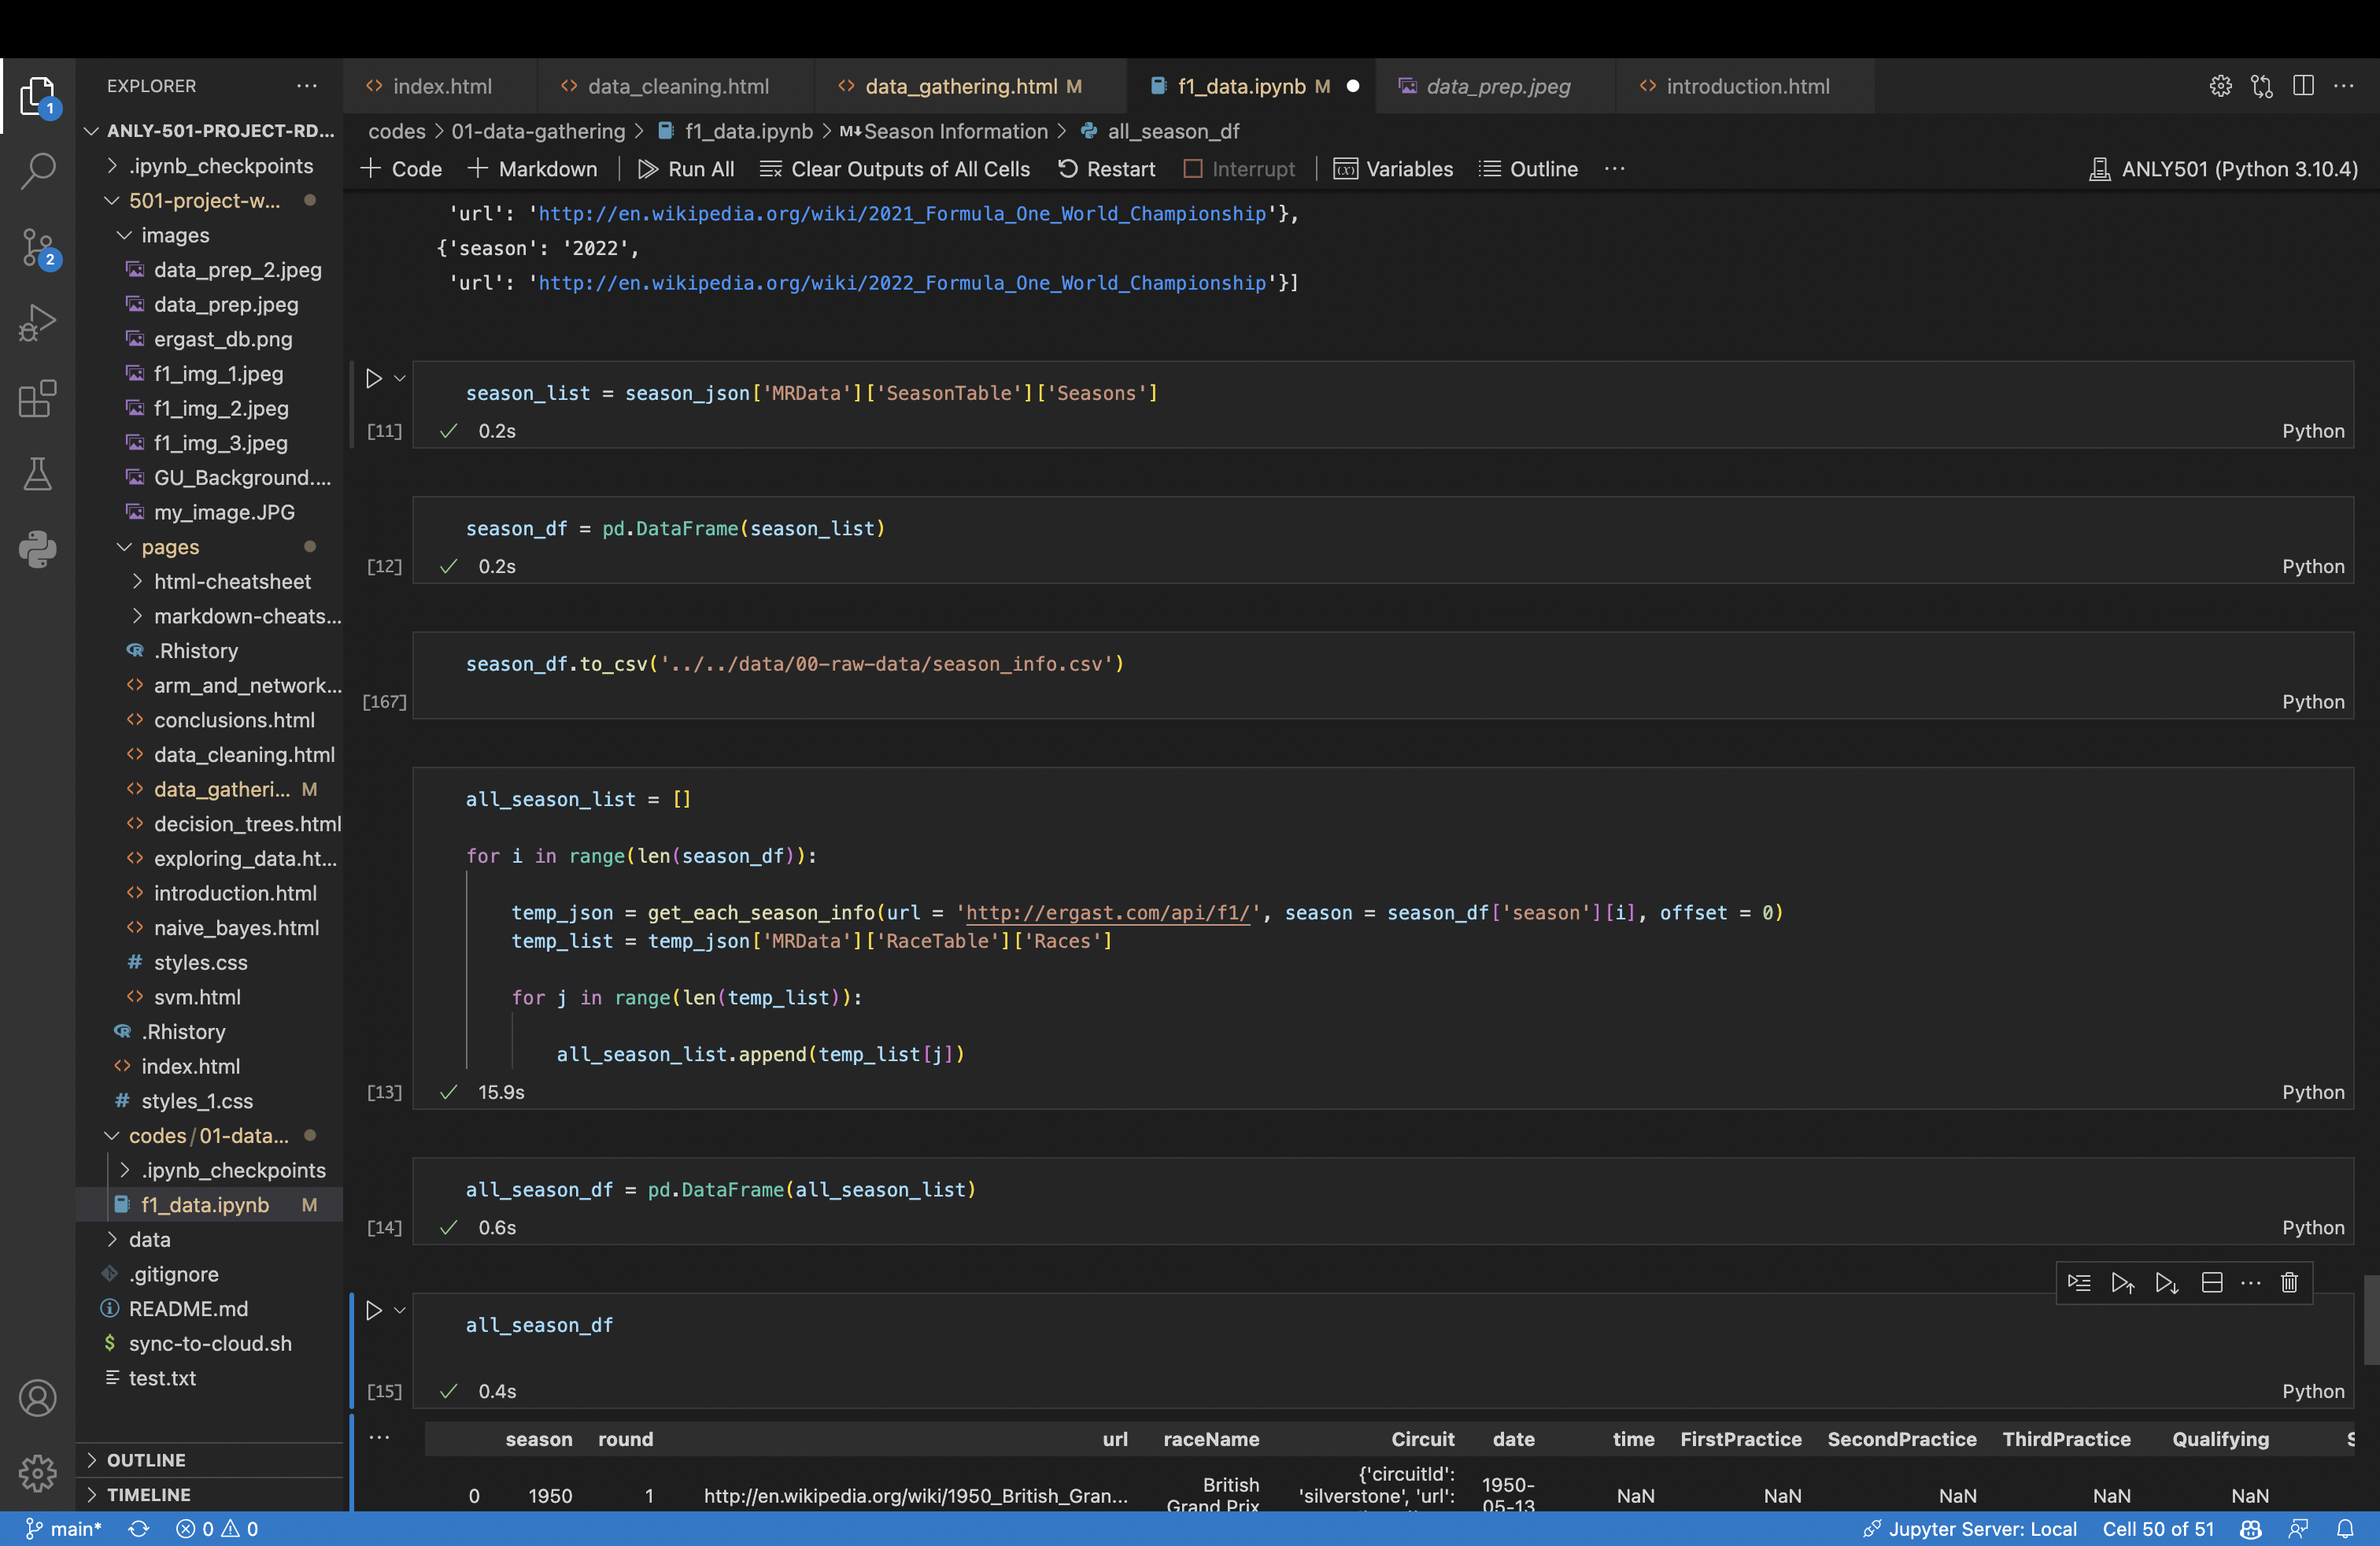 EXPLORER
index.html
data_cleaning.html
data_gathering.html M
f1_data.ipynb M
data_prep.jpeg
introduction.html
ANLY-501-PROJECT-RD...
.ipynb_checkpoints
501-project-w...
images
data_prep_2.jpeg
data_prep.jpeg
ergast_db.png
f1_img_1.jpeg
f1_img_2.jpeg
f1_img_3.jpeg
GU_Background....
my_image.JPG
pages
html-cheatsheet
markdown-cheats...
.Rhistory
arm_and_network...
conclusions.html
data_cleaning.html
data_gatheri... M
decision_trees.html
exploring_data.ht...
introduction.html
naive_bayes.html
styles.css
svm.html
.Rhistory
index.html
styles_1.css
codes/01-data...
.ipynb_checkpoints
f1_data.ipynb M
data
.gitignore
README.md
sync-to-cloud.sh
test.txt
OUTLINE
TIMELINE
codes > 01-data-gathering > f1_data.ipynb > M↓Season Information > all_season_df
Code Markdown Run All Clear Outputs of All Cells Restart Interrupt Variables Outline ... ANLY501 (Python 3.10.4)
'url': 'http://en.wikipedia.org/wiki/2021_Formula_One_World_Championship'},
{'season': '2022',
'url': 'http://en.wikipedia.org/wiki/2022_Formula_One_World_Championship'}]
season_list = season_json['MRData']['SeasonTable']['Seasons']
[11] 0.2s Python
season_df = pd.DataFrame(season_list)
[12] 0.2s Python
season_df.to_csv('../../data/00-raw-data/season_info.csv')
[167] Python
all_season_list = []
for i in range(len(season_df)):
temp_json = get_each_season_info(url = 'http://ergast.com/api/f1/', season = season_df['season'][i], offset = 0)
temp_list = temp_json['MRData']['RaceTable']['Races']
for j in range(len(temp_list)):
all_season_list.append(temp_list[j])
[13] 15.9s Python
all_season_df = pd.DataFrame(all_season_list)
[14] 0.6s Python
all_season_df
[15] 0.4s Python
season round url raceName Circuit date time FirstPractice SecondPractice ThirdPractice Qualifying
0 1950 1 http://en.wikipedia.org/wiki/1950_British_Gran... British Grand Prix {'circuitId': 'silverstone', 'url': 1950-05-13 NaN NaN NaN NaN NaN
1
2
main* 0 0 Jupyter Server: Local Cell 50 of 51